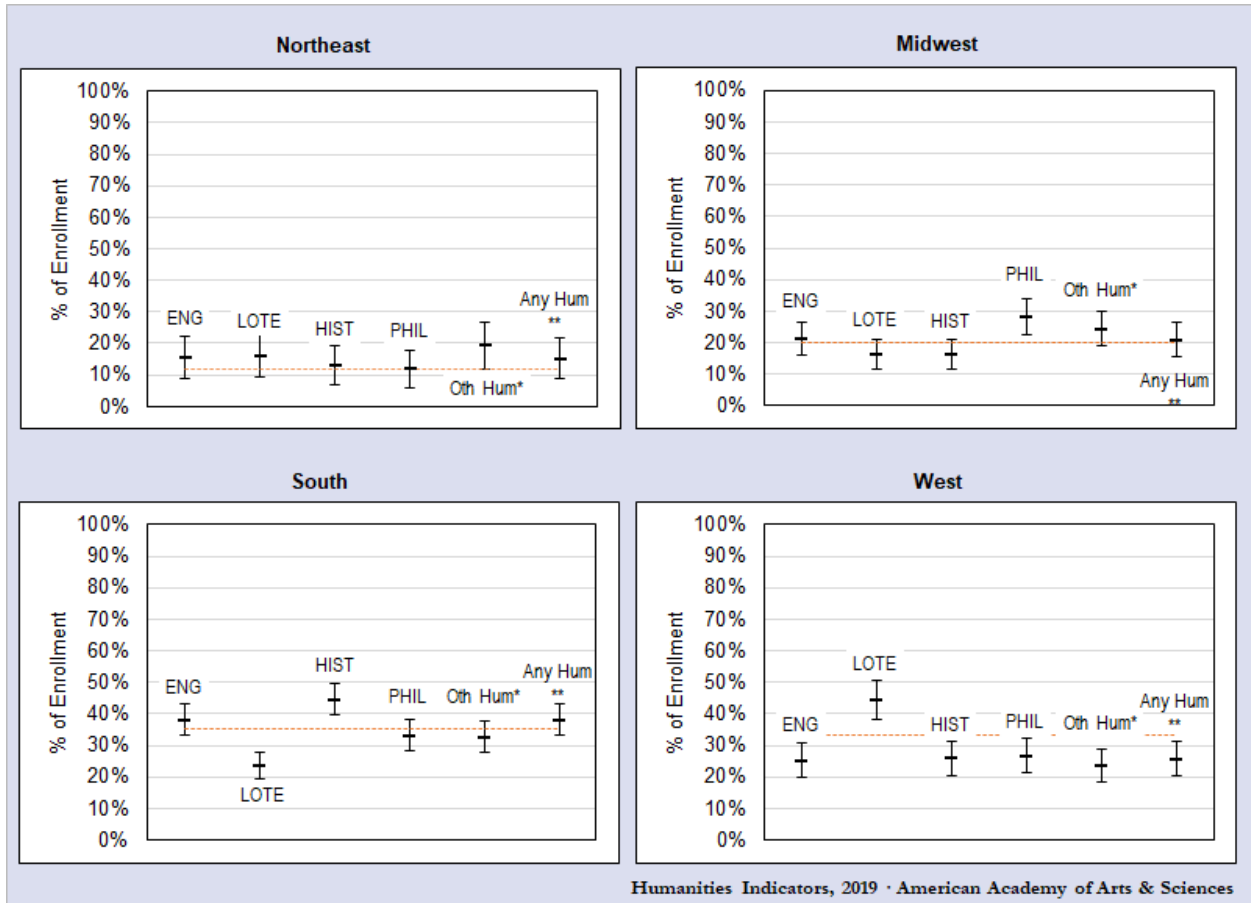 Northeast
100%
90%
80%
70%
60%
50%
40%
30%
20%
10%
0%
% of Enrollment
ENG
LOTE
HIST
PHIL
Oth Hum*
Any Hum
**
Midwest
100%
90%
80%
70%
60%
50%
40%
30%
20%
10%
0%
% of Enrollment
ENG
LOTE
HIST
PHIL
Oth Hum*
Any Hum
**
South
100%
90%
80%
70%
60%
50%
40%
30%
20%
10%
0%
% of Enrollment
ENG
LOTE
HIST
PHIL
Oth Hum*
Any Hum
**
West
100%
90%
80%
70%
60%
50%
40%
30%
20%
10%
0%
% of Enrollment
ENG
LOTE
HIST
PHIL
Oth Hum*
Any Hum
**
Humanities Indicators, 2019 · American Academy of Arts & Sciences